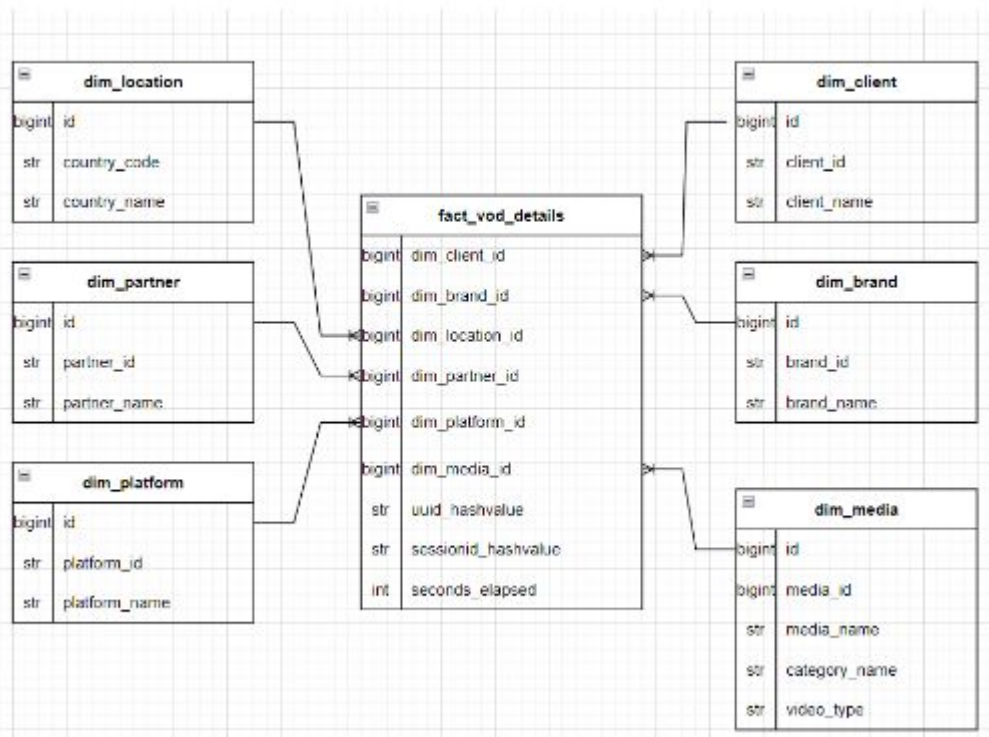 dim_location
bigint id
str country_code
str country_name
dim_partner
bigint id
str partner_id
str partner_name
dim_platform
bigint id
str platform_id
str platform_name
fact_vod_details
bigint dim_client_id
bigint dim_brand_id
bigint dim_location_id
bigint dim_partner_id
bigint dim_platform_id
bigint dim_media_id
str uuid_hashvalue
str sessionid_hashvalue
int seconds_elapsed
dim_client
bigint id
str client_id
str client_name
dim_brand
bigint id
str brand_id
str brand_name
dim_media
bigint id
bigint media_id
str media_name
str category_name
str video_type